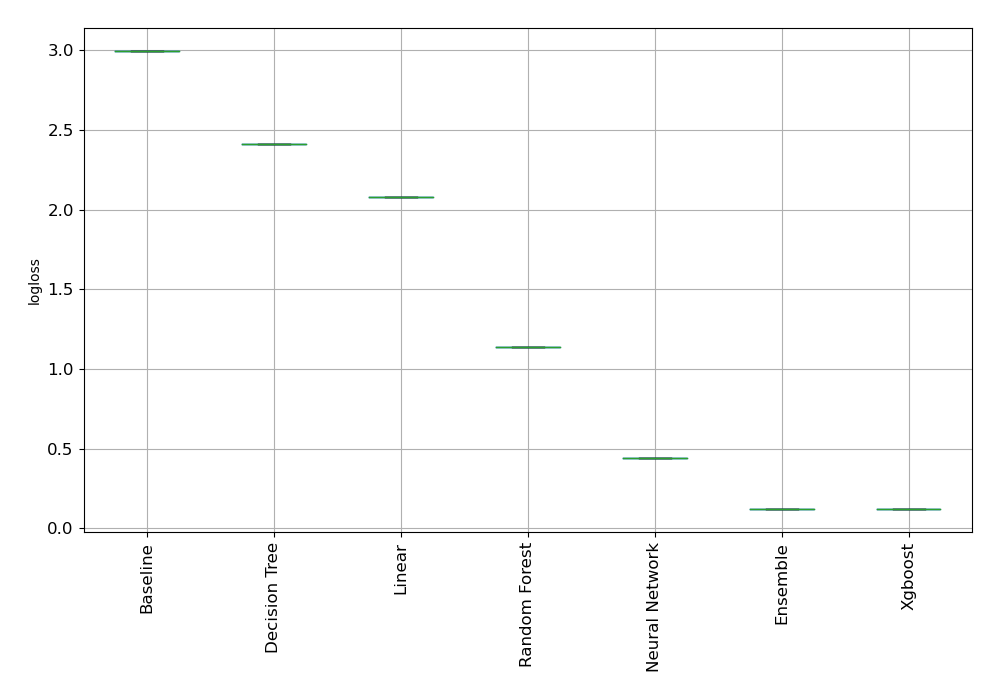 3.0
2.5
2.0
1.5
1.0
0.5
0.0
logloss
Baseline
Decision Tree
Linear
Random Forest
Neural Network
Ensemble
Xgboost